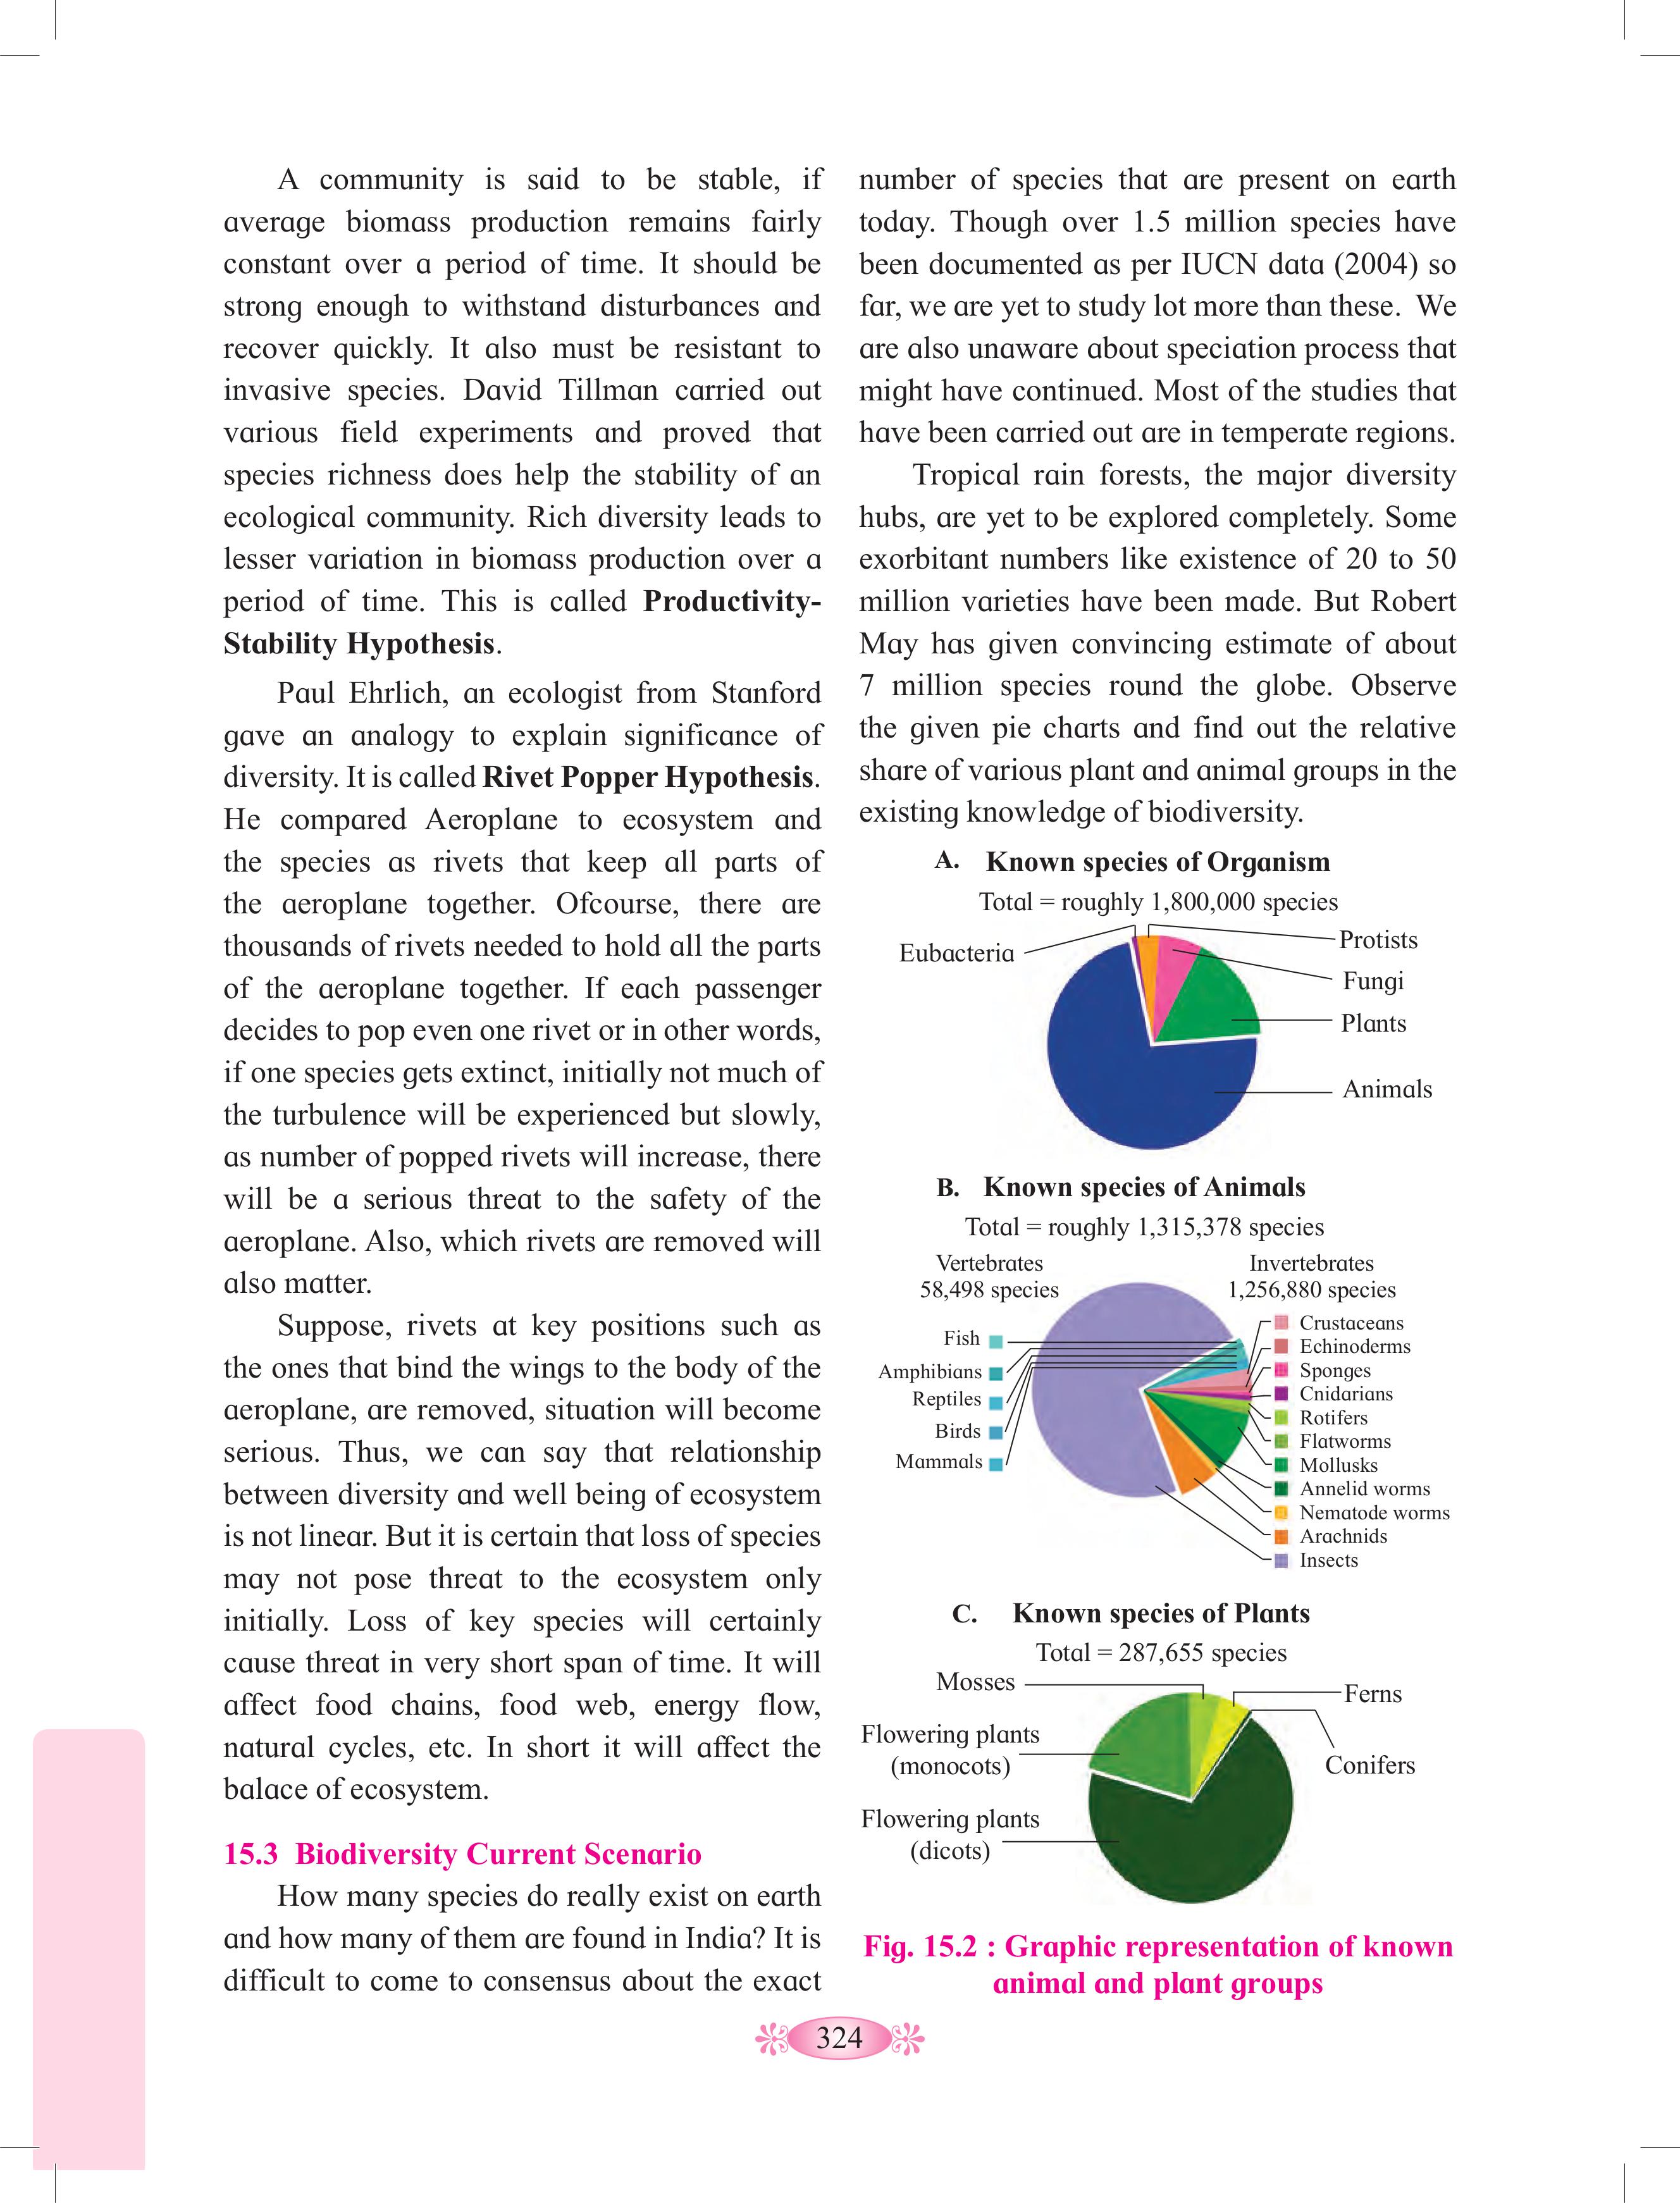 A community is said to be stable, if
average biomass production remains fairly
constant over a period of time. It should be
strong enough to withstand disturbances and
recover quickly. It also must be resistant to
invasive species. David Tillman carried out
various field experiments and proved that
species richness does help the stability of an
ecological community. Rich diversity leads to
lesser variation in biomass production over a
period of time. This is called Productivity-
Stability Hypothesis.
Paul Ehrlich, an ecologist from Stanford
gave an analogy to explain significance of
diversity. It is called Rivet Popper Hypothesis.
He compared Aeroplane to ecosystem and
the species as rivets that keep all parts of
the aeroplane together. Ofcourse, there are
thousands of rivets needed to hold all the parts
of the aeroplane together. If each passenger
decides to pop even one rivet or in other words,
if one species gets extinct, initially not much of
the turbulence will be experienced but slowly,
as number of popped rivets will increase, there
will be a serious threat to the safety of the
aeroplane. Also, which rivets are removed will
also matter.
Suppose, rivets at key positions such as
the ones that bind the wings to the body of the
aeroplane, are removed, situation will become
serious. Thus, we can say that relationship
between diversity and well being of ecosystem
is not linear. But it is certain that loss of species
may not pose threat to the ecosystem only
initially. Loss of key species will certainly
cause threat in very short span of time. It will
affect food chains, food web, energy flow,
natural cycles, etc. In short it will affect the
balace of ecosystem.
15.3 Biodiversity Current Scenario
How many species do really exist on earth
and how many of them are found in India? It is
difficult to come to consensus about the exact
number of species that are present on earth
today. Though over 1.5 million species have
been documented as per IUCN data (2004) so
far, we are yet to study lot more than these. We
are also unaware about speciation process that
might have continued. Most of the studies that
have been carried out are in temperate regions.
Tropical rain forests, the major diversity
hubs, are yet to be explored completely. Some
exorbitant numbers like existence of 20 to 50
million varieties have been made. But Robert
May has given convincing estimate of about
7 million species round the globe. Observe
the given pie charts and find out the relative
share of various plant and animal groups in the
existing knowledge of biodiversity.
A. Known species of Organism
Total = roughly 1,800,000 species
Eubacteria
Protists
Fungi
Plants
Animals
B. Known species of Animals
Total = roughly 1,315,378 species
Vertebrates
58,498 species
Invertebrates
1,256,880 species
Fish
Amphibians
Reptiles
Birds
Mammals
Crustaceans
Echinoderms
Sponges
Cnidarians
Rotifers
Flatworms
Mollusks
Annelid worms
Nematode worms
Arachnids
Insects
C. Known species of Plants
Total = 287,655 species
Mosses
Ferns
Flowering plants
(monocots)
Conifers
Flowering plants
(dicots)
Fig. 15.2 : Graphic representation of known
animal and plant groups
324